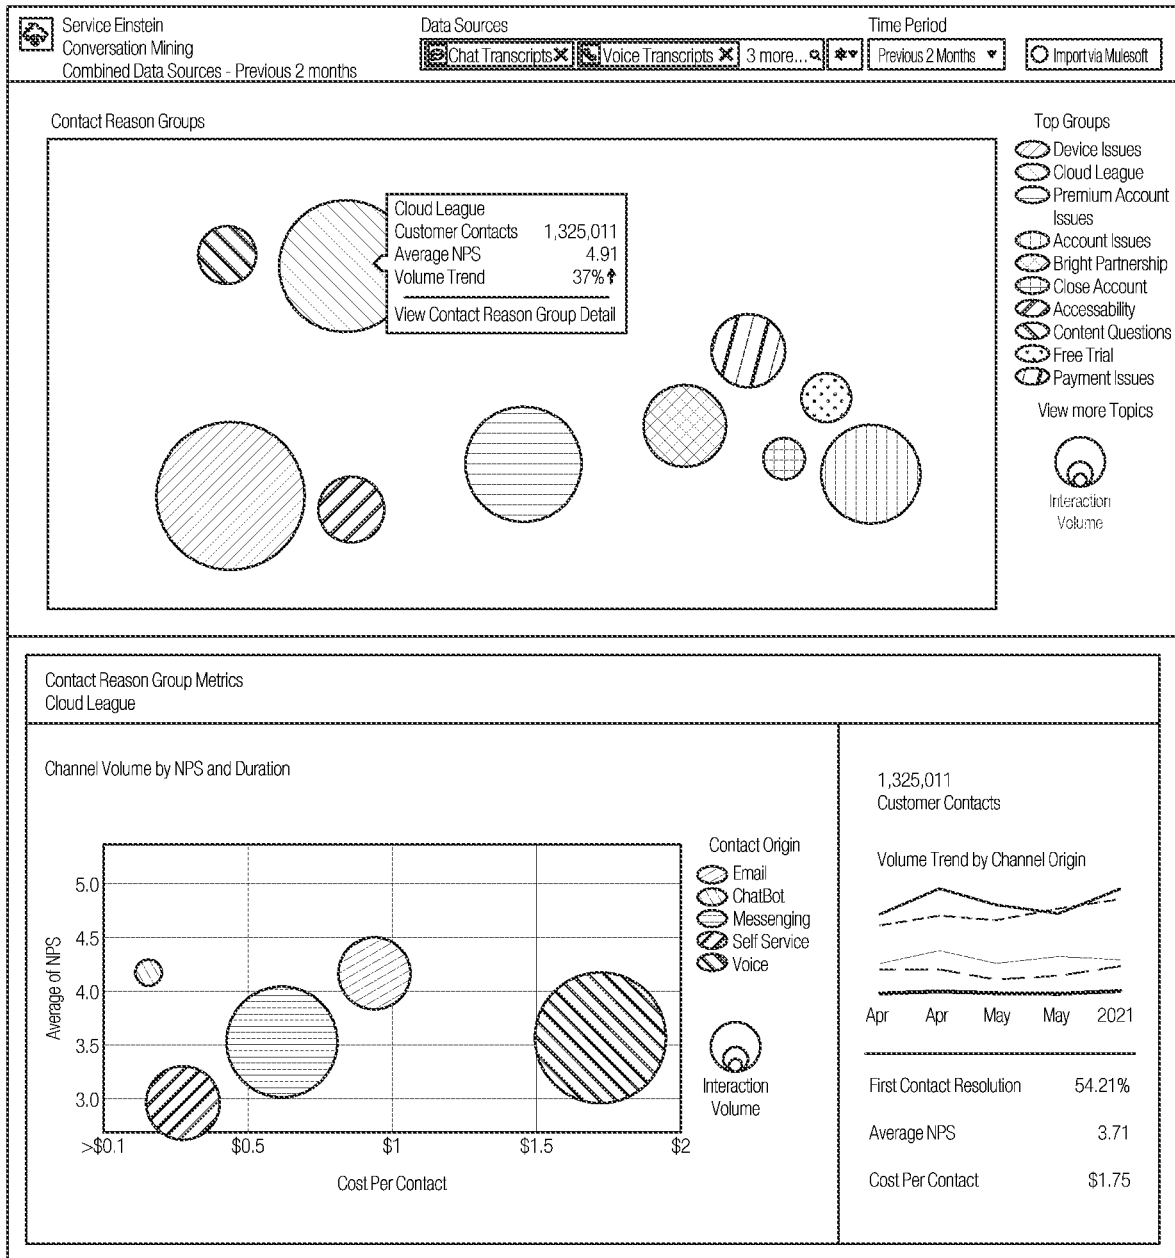 Service Einstein
Conversation Mining
Combined Data Sources - Previous 2 months
Data Sources
Chat Transcripts
Voice Transcripts
3 more...
Time Period
Previous 2 Months
Import via Mulesoft
Contact Reason Groups
Cloud League
Customer Contacts 1,325,011
Average NPS 4.91
Volume Trend 37%
View Contact Reason Group Detail
Top Groups
Device Issues
Cloud League
Premium Account
Issues
Account Issues
Bright Partnership
Close Account
Accessability
Content Questions
Free Trial
Payment Issues
View more Topics
Interaction
Volume
Contact Reason Group Metrics
Cloud League
Channel Volume by NPS and Duration
Average of NPS
5.0
4.5
4.0
3.5
3.0
>$0.1 $0.5 $1 $1.5 $2
Cost Per Contact
Contact Origin
Email
ChatBot
Messenging
Self Service
Voice
Interaction
Volume
1,325,011
Customer Contacts
Volume Trend by Channel Origin
Apr Apr May May 2021
First Contact Resolution 54.21%
Average NPS 3.71
Cost Per Contact $1.75